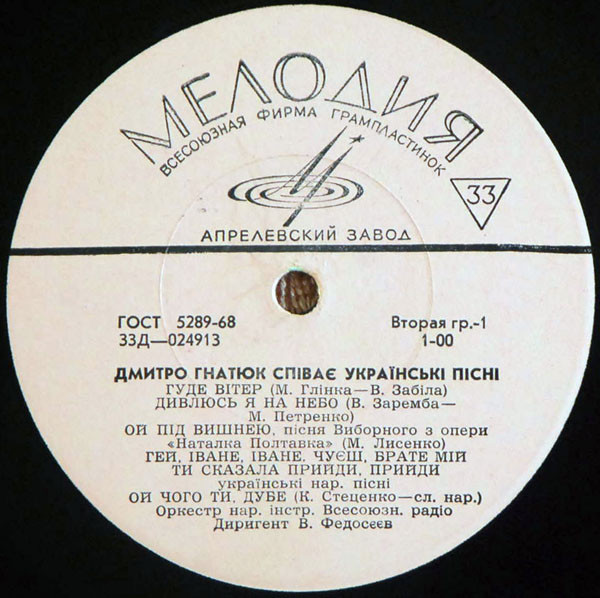 МЕЛОДИЯ
ВСЕСОЮЗНАЯ ФИРМА ГРАМПЛАСТИНОК
33
АПРЕЛЕВСКИЙ ЗАВОД
ГОСТ 5289-68 Вторая гр.-1
33Д—024913 1-00
ДМИТРО ГНАТЮК СПІВАЄ УКРАЇНСЬКІ ПІСНІ
ГУДЕ ВІТЕР (М. Глінка—В. Забіла)
ДИВЛЮСЬ Я НА НЕБО (В. Заремба—
М. Петренко)
ОЙ ПІД ВИШНЕЮ, пісня Виборного з опери
«Наталка Полтавка» (М. Лисенко)
ГЕЙ, ІВАНЕ, ІВАНЕ. ЧУЄШ, БРАТЕ МІЙ
ТИ СКАЗАЛА ПРИЙДИ, ПРИЙДИ
українські нар. пісні
ОЙ ЧОГО ТИ, ДУБЕ (К. Стеценко—сл. нар.)
Оркестр нар. інстр. Всесоюзн. радіо
Диригент В. Федосеєв